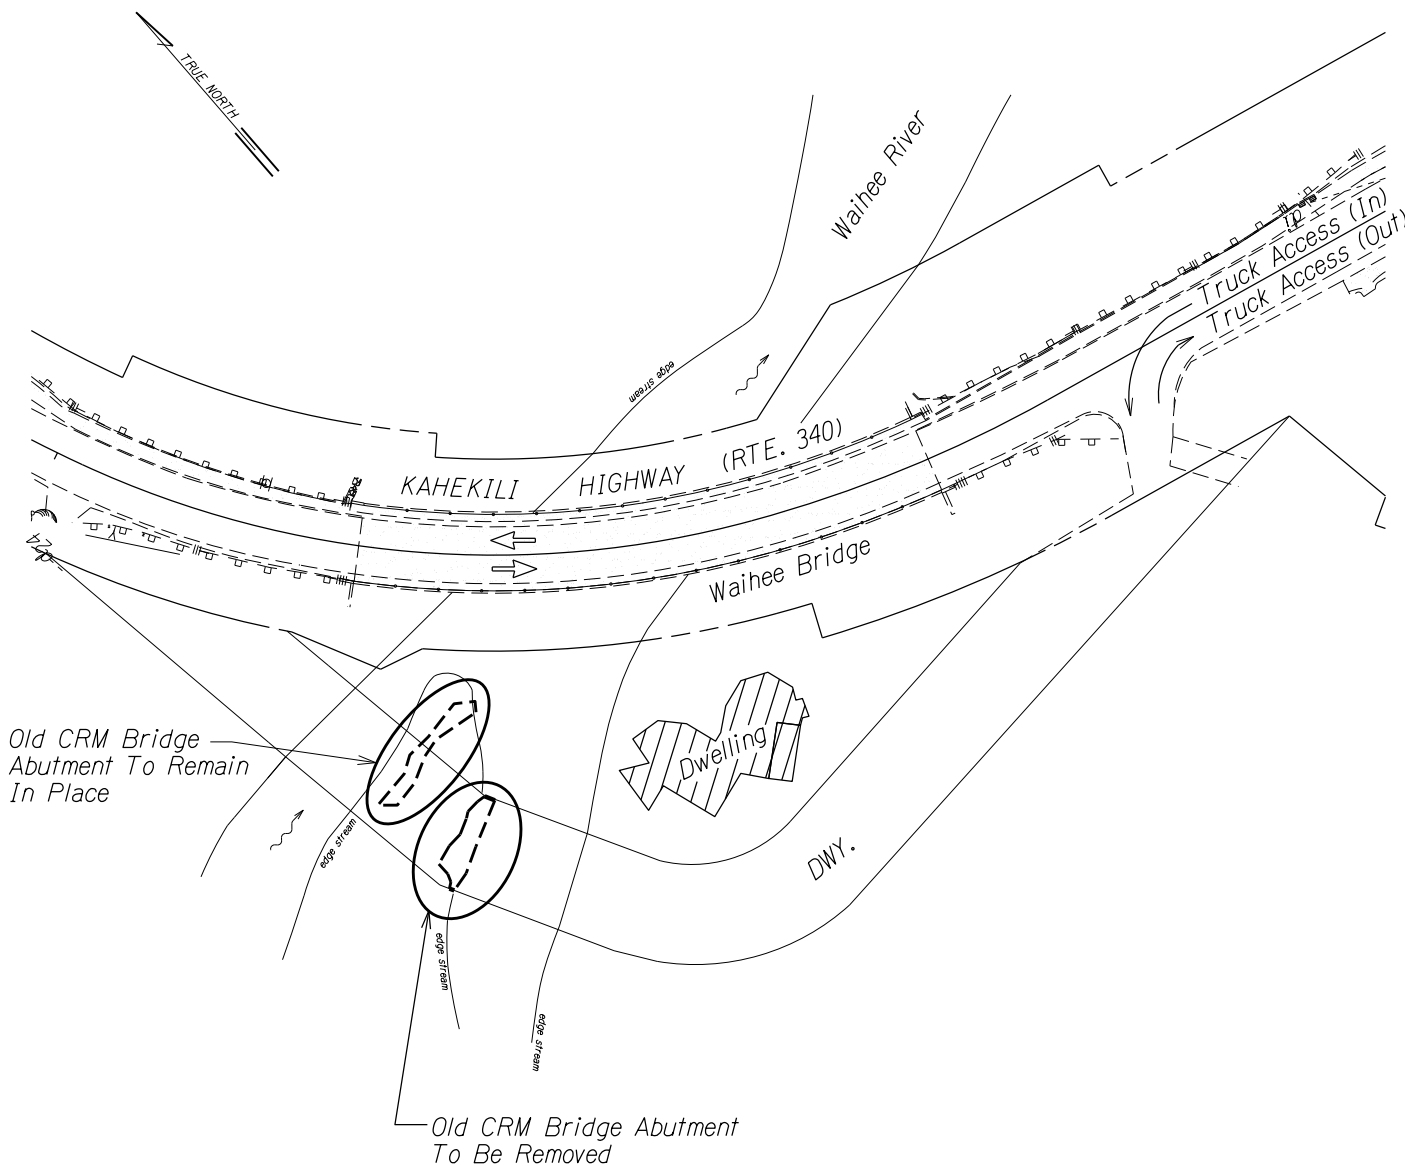 TRUE NORTH
Waihee River
Truck Access (In)
Truck Access (Out)
edge stream
KAHEKILI HIGHWAY (RTE. 340)
Waihee Bridge
Old CRM Bridge
Abutment To Remain
In Place
Dwelling
edge stream
DWY.
edge stream
edge stream
Old CRM Bridge Abutment
To Be Removed